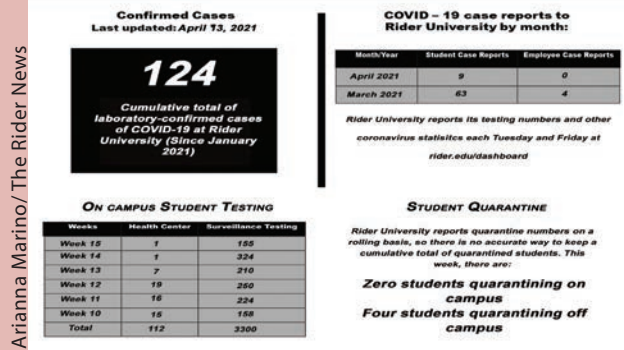 Arianna Marino/ The Rider News
Confirmed Cases
Last updated: April 13, 2021
124
Cumulative total of
laboratory-confirmed cases
of COVID-19 at Rider
University (Since January
2021)
COVID – 19 case reports to
Rider University by month:
Month/Year Student Case Reports Employee Case Reports
April 2021 9 0
March 2021 63 4
Rider University reports its testing numbers and other
coronavirus statisitcs each Tuesday and Friday at
rider.edu/dashboard
ON CAMPUS STUDENT TESTING
Weeks Health Center Surveillance Testing
Week 15 1 155
Week 14 1 324
Week 13 7 210
Week 12 19 250
Week 11 16 224
Week 10 15 158
Total 112 3300
STUDENT QUARANTINE
Rider University reports quarantine numbers on a
rolling basis, so there is no accurate way to keep a
cumulative total of quarantined students. This
week, there are:
Zero students quarantining on
campus
Four students quarantining off
campus